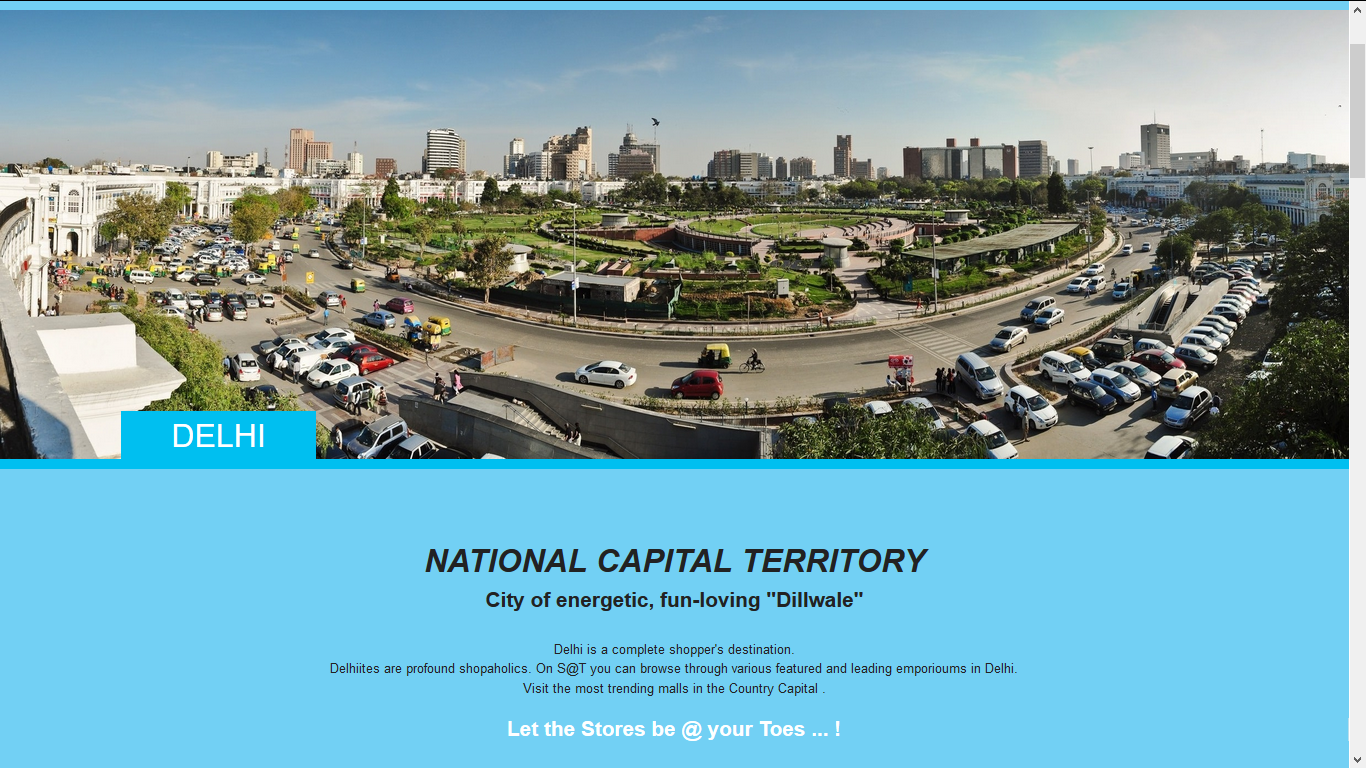 DELHI
NATIONAL CAPITAL TERRITORY
City of energetic, fun-loving "Dillwale"
Delhi is a complete shopper's destination.
Delhiites are profound shopaholics. On S@T you can browse through various featured and leading emporioums in Delhi.
Visit the most trending malls in the Country Capital .
Let the Stores be @ your Toes ... !